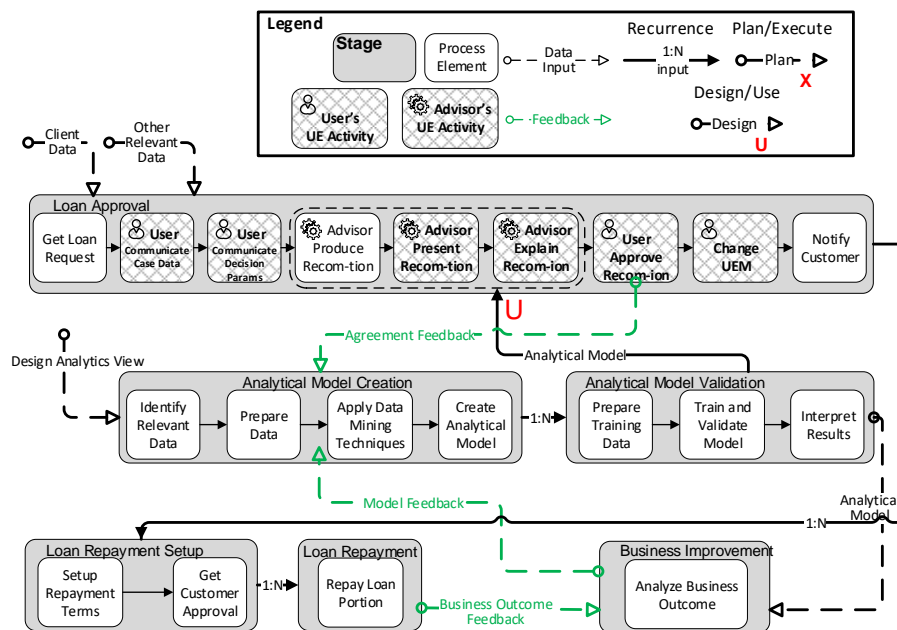 Legend
Stage
Process
Element
Data
Input
Recurrence
1:N
input
Plan/Execute
Plan
X
User's
UE Activity
Advisor's
UE Activity
Feedback
Design/Use
Design
U
Client
Data
Other
Relevant
Data
Loan Approval
Get Loan
Request
User
Communicate
Case Data
User
Communicate
Decision
Params
Advisor
Produce
Recom-tion
Advisor
Present
Recom-tion
Advisor
Explain
Recom-ion
User
Approve
Recom-ion
Change
UEM
Notify
Customer
U
Agreement Feedback
Analytical Model
Design Analytics View
Analytical Model Creation
Identify
Relevant
Data
Prepare
Data
Apply Data
Mining
Techniques
Create
Analytical
Model
1:N
Analytical Model Validation
Prepare
Training
Data
Train and
Validate
Model
Interpret
Results
Model Feedback
Analytical
Model
1:N
Loan Repayment Setup
Setup
Repayment
Terms
Get
Customer
Approval
1:N
Loan Repayment
Repay Loan
Portion
Business Outcome
Feedback
Business Improvement
Analyze Business
Outcome